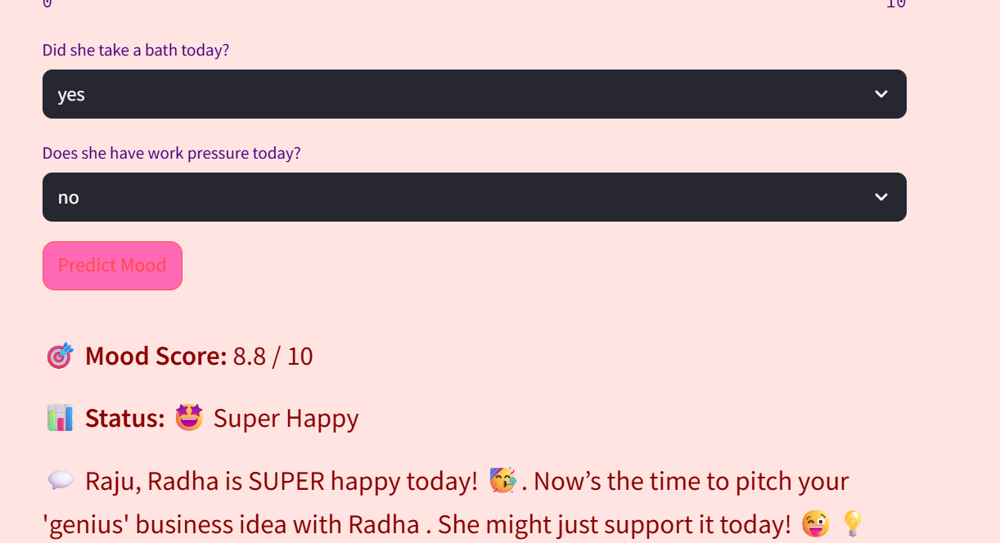 0 10
Did she take a bath today?
yes
Does she have work pressure today?
no
Predict Mood
🎯 Mood Score: 8.8 / 10
📊 Status: 🤩 Super Happy
💬 Raju, Radha is SUPER happy today! 🥳 . Now’s the time to pitch your
'genius' business idea with Radha . She might just support it today! 😜 💡